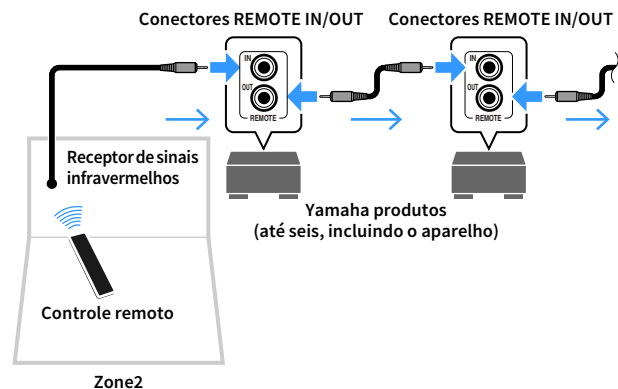 Conectores REMOTE IN/OUT
Conectores REMOTE IN/OUT
IN
OUT
REMOTE
IN
OUT
REMOTE
Receptor de sinais
infravermelhos
Yamaha produtos
(até seis, incluindo o aparelho)
Controle remoto
Zone2